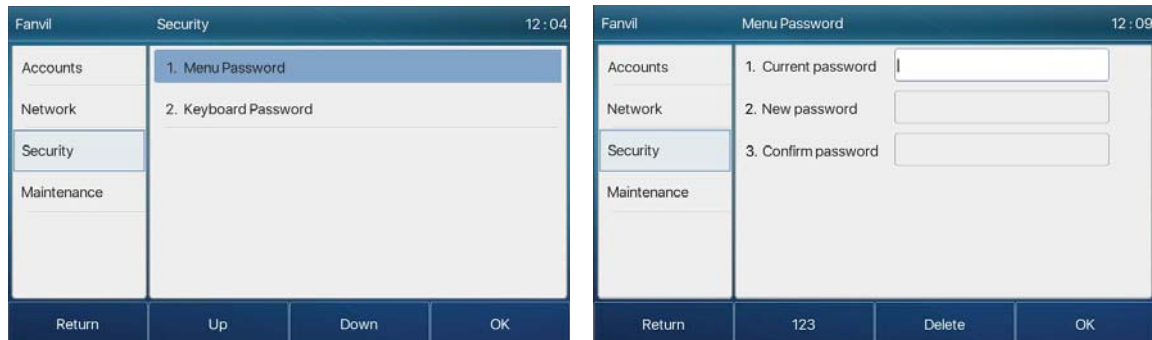 Fanvil Security 12:04
Accounts
Network
Security
Maintenance
1. Menu Password
2. Keyboard Password
Return Up Down OK
Fanvil Menu Password 12:09
Accounts
Network
Security
Maintenance
1. Current password
2. New password
3. Confirm password
Return 123 Delete OK